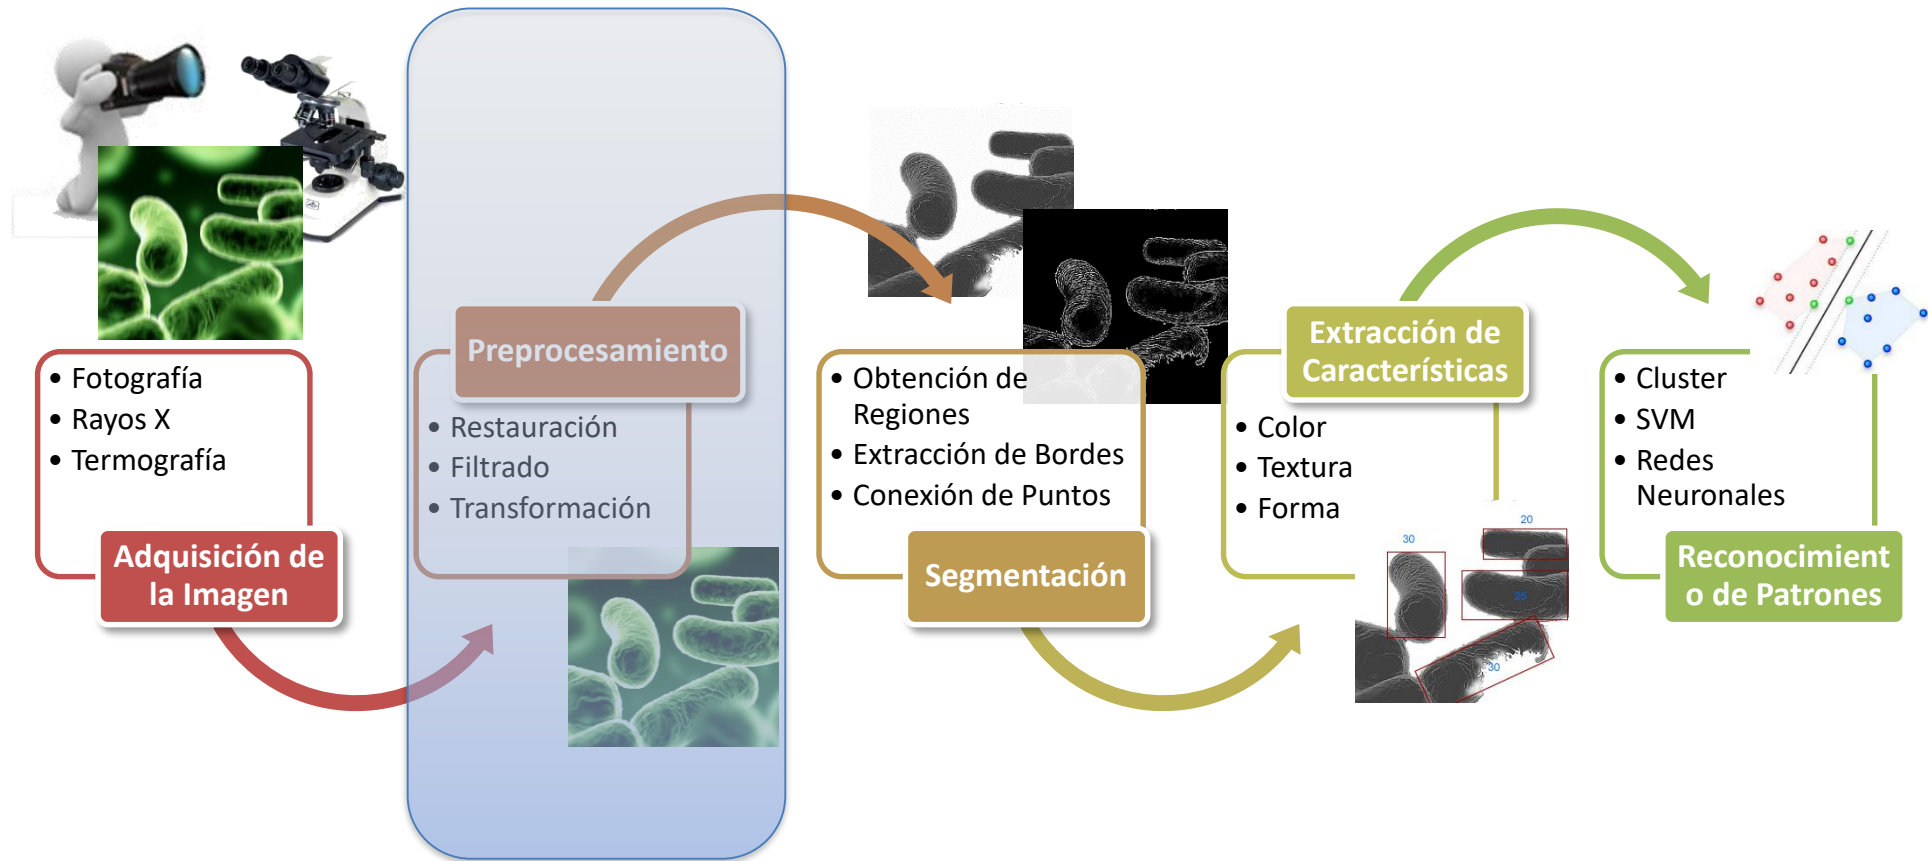 • Fotografía
• Rayos X
• Termografía
Adquisición de
la Imagen
Preprocesamiento
• Restauración
• Filtrado
• Transformación
• Obtención de
Regiones
• Extracción de Bordes
• Conexión de Puntos
Segmentación
Extracción de
Características
• Color
• Textura
• Forma
20
30
25
30
• Cluster
• SVM
• Redes
Neuronales
Reconocimient
o de Patrones